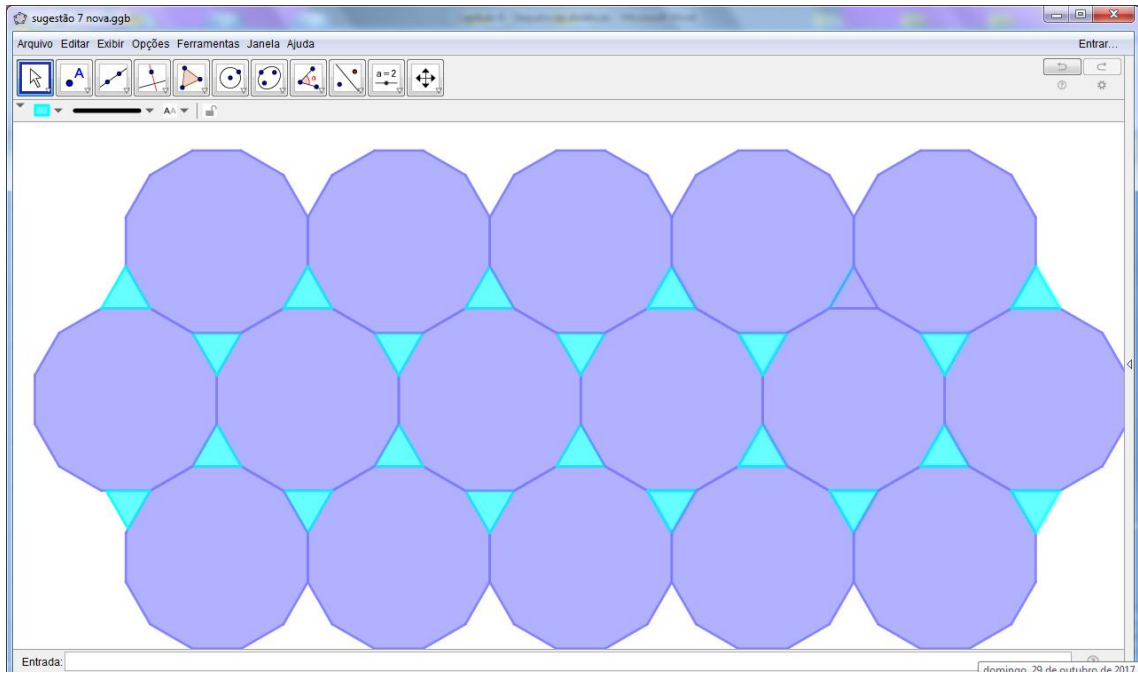 sugestão 7 nova.ggb
Arquivo Editar Exibir Opções Ferramentas Janela Ajuda
Entrar...
A
a=2
AA
Entrada:
domingo, 29 de outubro de 2017